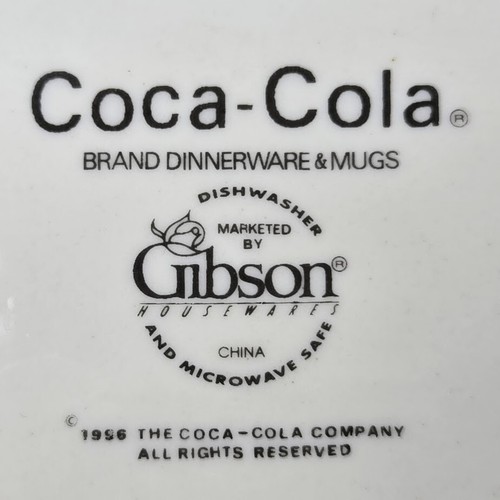 Coca-Cola®
BRAND DINNERWARE & MUGS
DISHWASHER
MARKETED
BY
Gibson®
HOUSEWARES
CHINA
AND MICROWAVE SAFE
© 1996 THE COCA-COLA COMPANY
ALL RIGHTS RESERVED